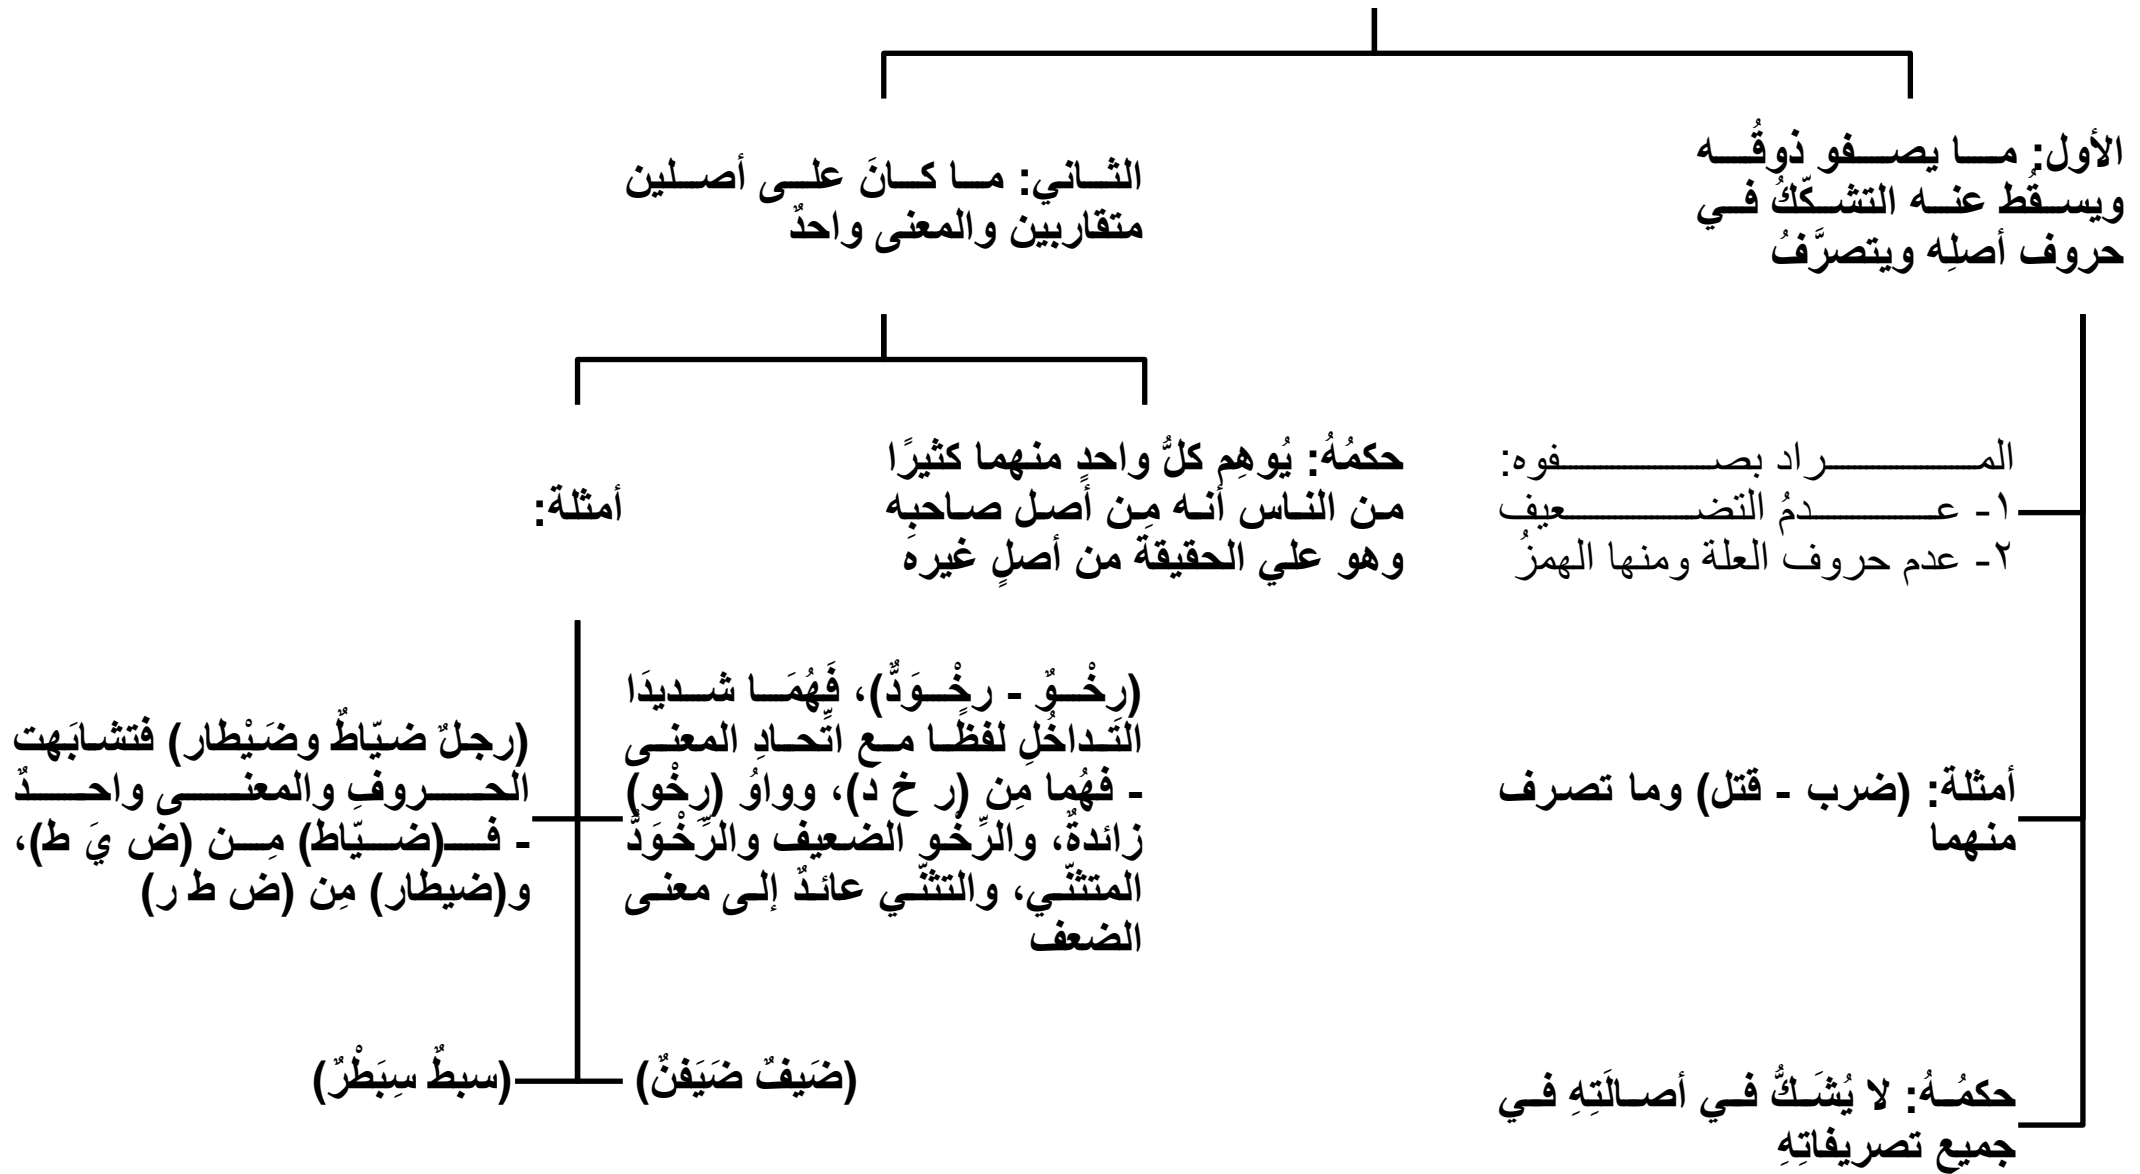 الأول: ما يصفو ذوقُه
ويسقُط عنه التشكّكُ في
حروف أصلِه ويتصرَّفُ
المراد بصفوه:
١- عدمُ التضعيف
٢- عدم حروف العلة ومنها الهمزُ
أمثلة: (ضرب - قتل) وما تصرف
منهما
حكمُهُ: لا يُشَكُّ في أصالَتِهِ في
جميع تصريفاتِهِ
الثاني: ما كانَ على أصلين
متقاربين والمعنى واحدٌ
حكمُهُ: يُوهِم كلُّ واحدٍ منهما كثيرًا
من الناس أنه مِن أصل صاحبِه
وهو علي الحقيقة من أصلٍ غيره
أمثلة:
(رِخْوٌ - رِخْوَدٌّ)، فَهُمَا شديدَا
التَداخُلِ لفظًا مع اتِّحادِ المعنى
- فهُما مِن (ر خ د)، وواوُ (رِخْو)
زائدةٌ، والرِّخْو الضعيف والرِّخْوَدُّ
المتثنّي، والتثنّي عائدٌ إلى معنى
الضعف
(رجلٌ ضيّاطٌ وضَيْطار) فتشابَهت
الحروفِ والمعنى واحدٌ
- فـ(ضيّاط) مِن (ض يَ ط)،
و(ضيطار) مِن (ض ط ر)
(ضَيفٌ ضَيَفنٌ)
(سبطٌ سِبَطْرٌ)